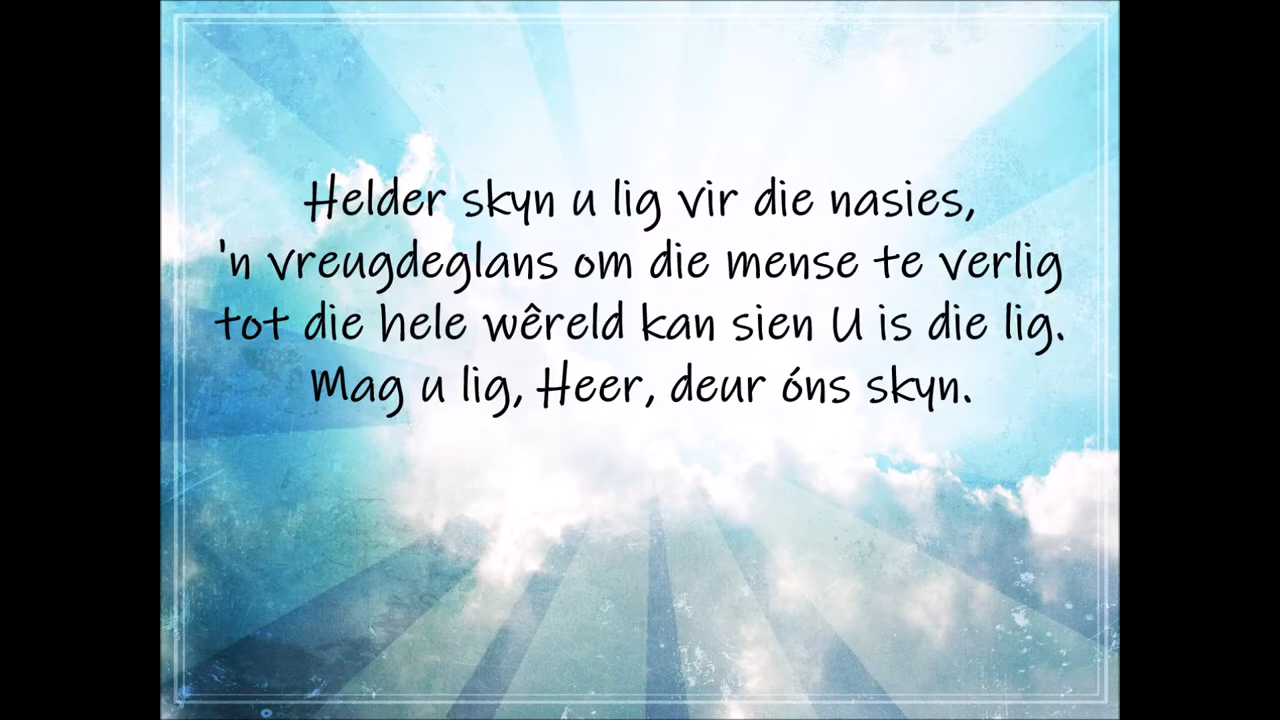 Helder skyn u lig vir die nasies,
'n vreugdeglans om die mense te verlig
tot die hele wêreld kan sien U is die lig.
Mag u lig, Heer, deur óns skyn.